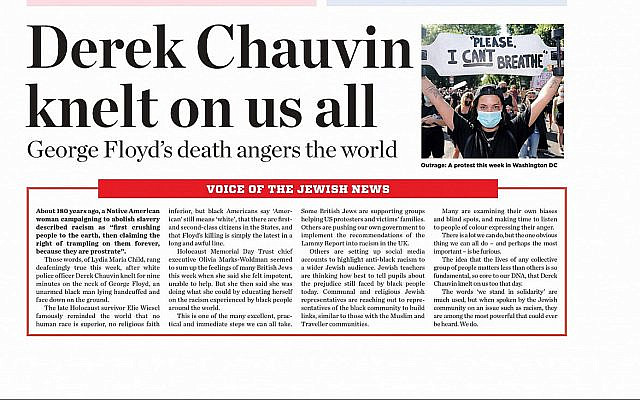 Derek Chauvin
knelt on us all
George Floyd's death angers the world
"PLEASE,
I CAN'T
BREATHE"
Outrage: A protest this week in Washington DC
VOICE OF THE JEWISH NEWS
About 180 years ago, a Native American
woman campaigning to abolish slavery
described racism as "first crushing
people to the earth, then claiming the
right of trampling on them forever,
because they are prostrate".
Those words, of Lydia Maria Child, rang
deafeningly true this week, after white
police officer Derek Chauvin knelt for nine
minutes on the neck of George Floyd, an
unarmed black man lying handcuffed and
face down on the ground.
The late Holocaust survivor Elie Wiesel
famously reminded the world that no
human race is superior, no religious faith
inferior, but black Americans say 'Amer-
ican' still means 'white', that there are first-
and second-class citizens in the States, and
that Floyd's killing is simply the latest in a
long and awful line.
Holocaust Memorial Day Trust chief
executive Olivia Marks-Woldman seemed
to sum up the feelings of many British Jews
this week when she said she felt impotent,
unable to help. But she then said she was
doing what she could by educating herself
on the racism experienced by black people
around the world.
This is one of the many excellent, prac-
tical and immediate steps we can all take.
Some British Jews are supporting groups
helping US protesters and victims' families.
Others are pushing our own government to
implement the recommendations of the
Lammy Report into racism in the UK.
Others are setting up social media
accounts to highlight anti-black racism to
a wider Jewish audience. Jewish teachers
are thinking how best to tell pupils about
the prejudice still faced by black people
today. Communal and religious Jewish
representatives are reaching out to repre-
sentatives of the black community to build
links, similar to those with the Muslim and
Traveller communities.
Many are examining their own biases
and blind spots, and making time to listen
to people of colour expressing their anger.
There is a lot we can do, but the one obvious
thing we can all do – and perhaps the most
important – is be furious.
The idea that the lives of any collective
group of people matters less than others is so
fundamental, so core to our DNA, that Derek
Chauvin knelt on us too that day.
The words 'we stand in solidarity' are
much used, but when spoken by the Jewish
community on an issue such as racism, they
are among the most powerful that could ever
be heard. We do.